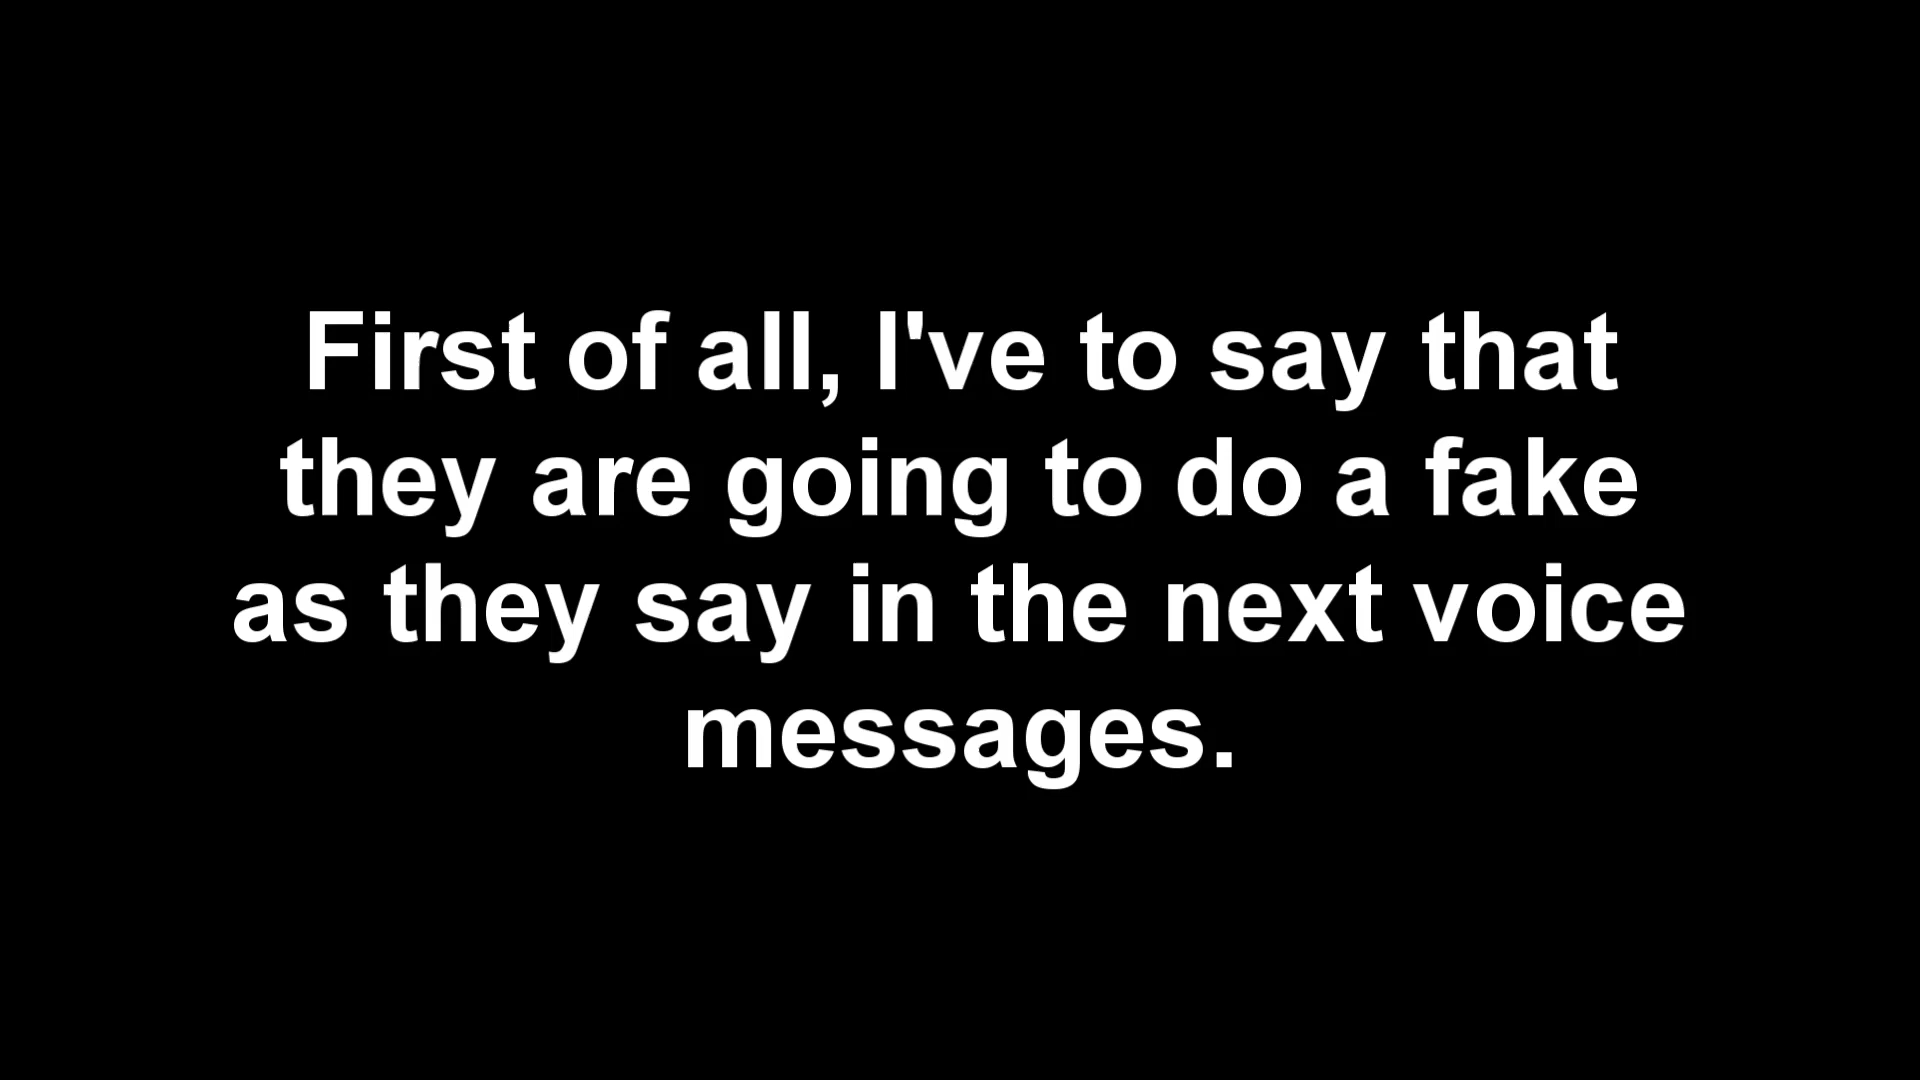 First of all, I've to say that
they are going to do a fake
as they say in the next voice
messages.